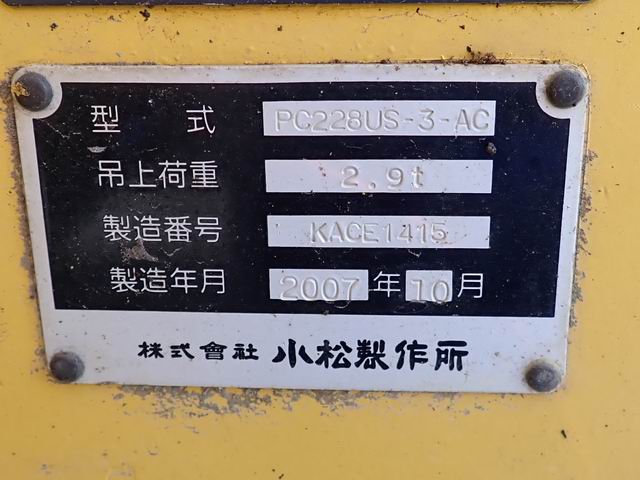 型式 PC228US-3-AC
吊上荷重 2.9t
製造番号 KACE1415
製造年月 2007年10月
株式會社 小松製作所